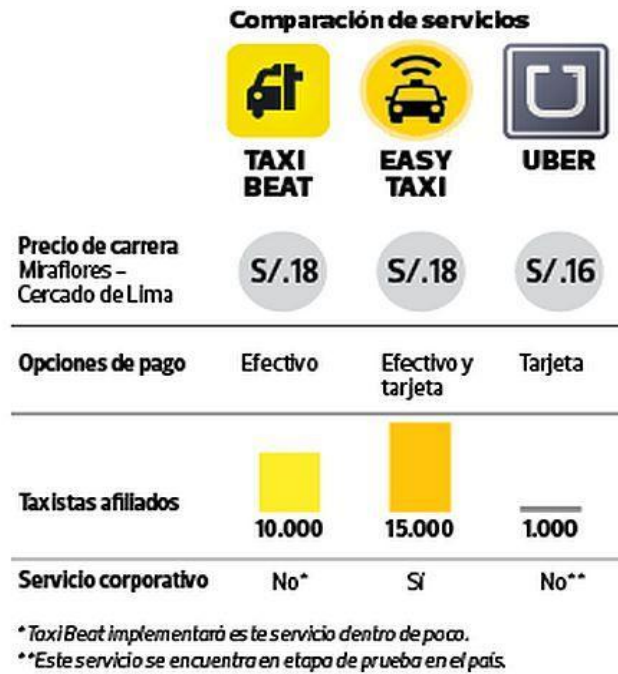 Comparación de servicios
TAXI BEAT
EASY TAXI
UBER
Precio de carrera
Miraflores –
Cercado de Lima
S/.18 S/.18 S/.16
Opciones de pago Efectivo Efectivo y tarjeta Tarjeta
Taxistas afiliados
10.000 15.000 1.000
Servicio corporativo No* Sí No**
*Taxi Beat implementará este servicio dentro de poco.
**Este servicio se encuentra en etapa de prueba en el país.